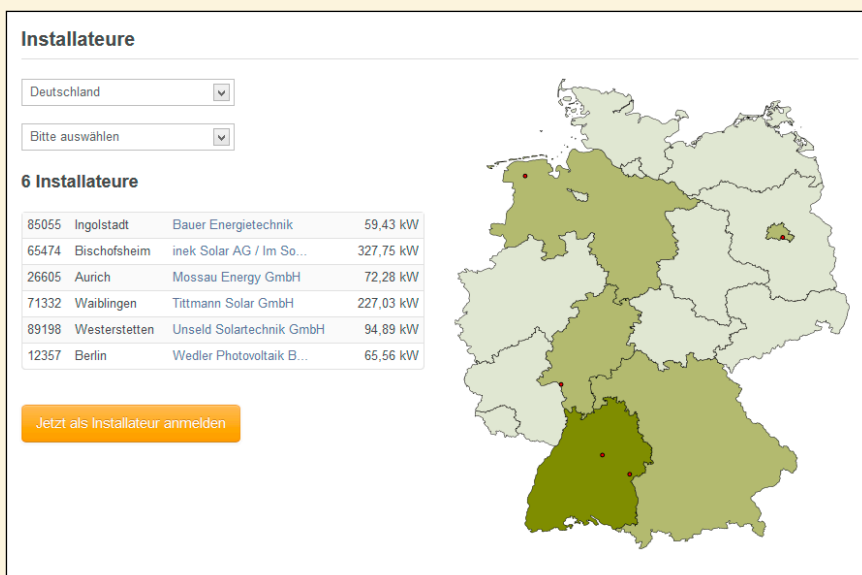 Installateure
Deutschland
Bitte auswählen
6 Installateure
85055 Ingolstadt Bauer Energietechnik 59,43 kW
65474 Bischofsheim inek Solar AG / Im So... 327,75 kW
26605 Aurich Mossau Energy GmbH 72,28 kW
71332 Waiblingen Tittmann Solar GmbH 227,03 kW
89198 Westerstetten Unseld Solartechnik GmbH 94,89 kW
12357 Berlin Wedler Photovoltaik B... 65,56 kW
Jetzt als Installateur anmelden